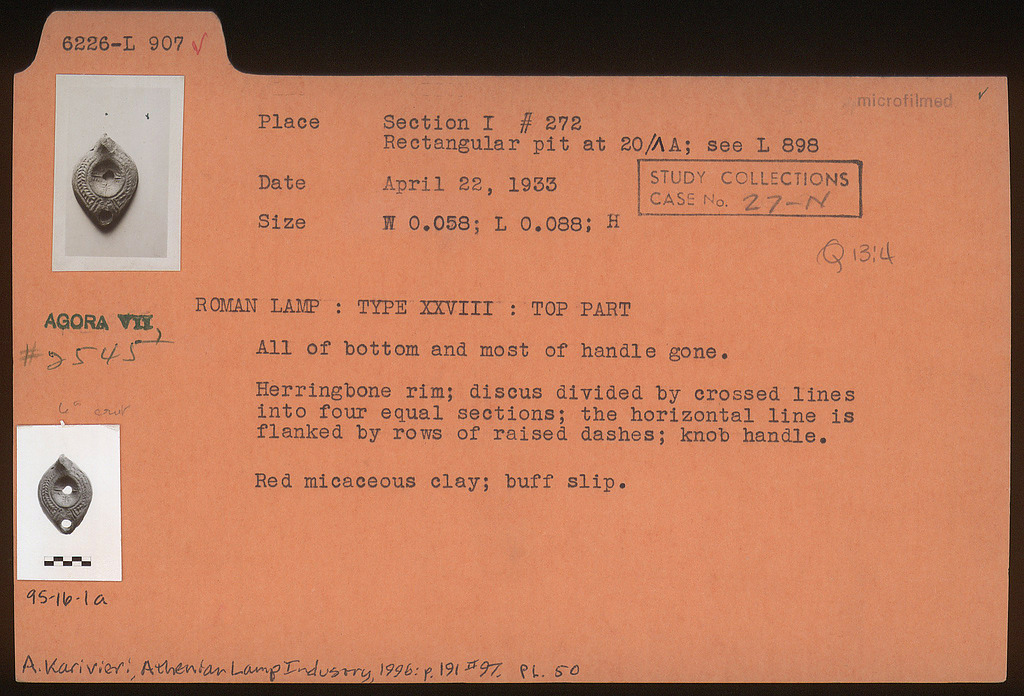 6226-L 907 ✓
microfilmed ✓
Place Section I # 272
Rectangular pit at 20/ΛA; see L 898
Date April 22, 1933
STUDY COLLECTIONS
CASE No. 27-N
Size W 0.058; L 0.088; H
Q 13:4
ROMAN LAMP : TYPE XXVIII : TOP PART
AGORA VII,
# 2545
All of bottom and most of handle gone.
Herringbone rim; discus divided by crossed lines
into four equal sections; the horizontal line is
flanked by rows of raised dashes; knob handle.
Red micaceous clay; buff slip.
95-16-1a
A. Karivieri, Athenian Lamp Industry, 1996: p. 191 #97. Pl. 50